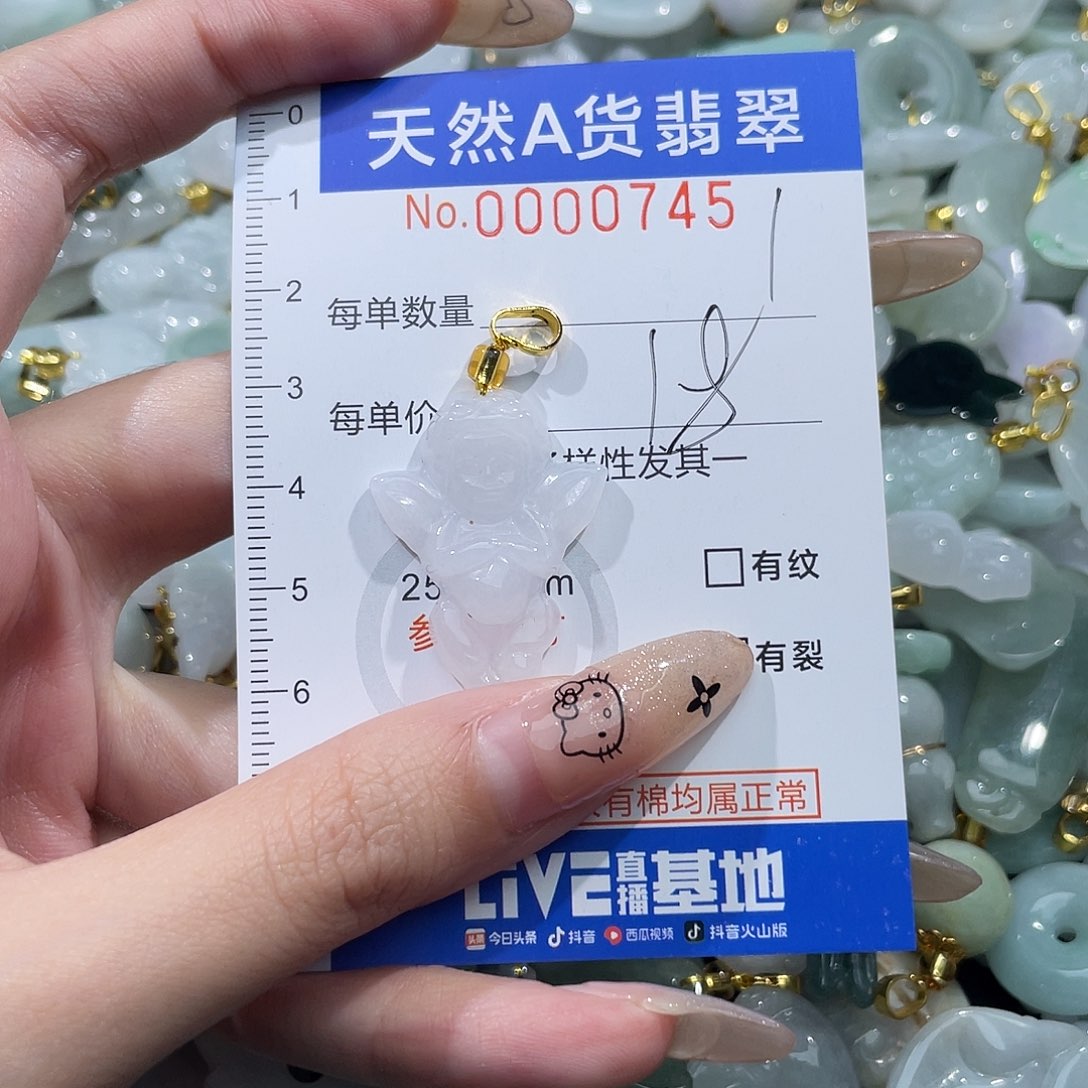 天然A货翡翠
No.0000745
每单数量 1
每单价
样性发其一
25 m
有纹
参
有裂
有棉均属正常
LIVE直播基地
头条 今日头条 抖音 西瓜视频 抖音火山版
0
1
2
3
4
5
6